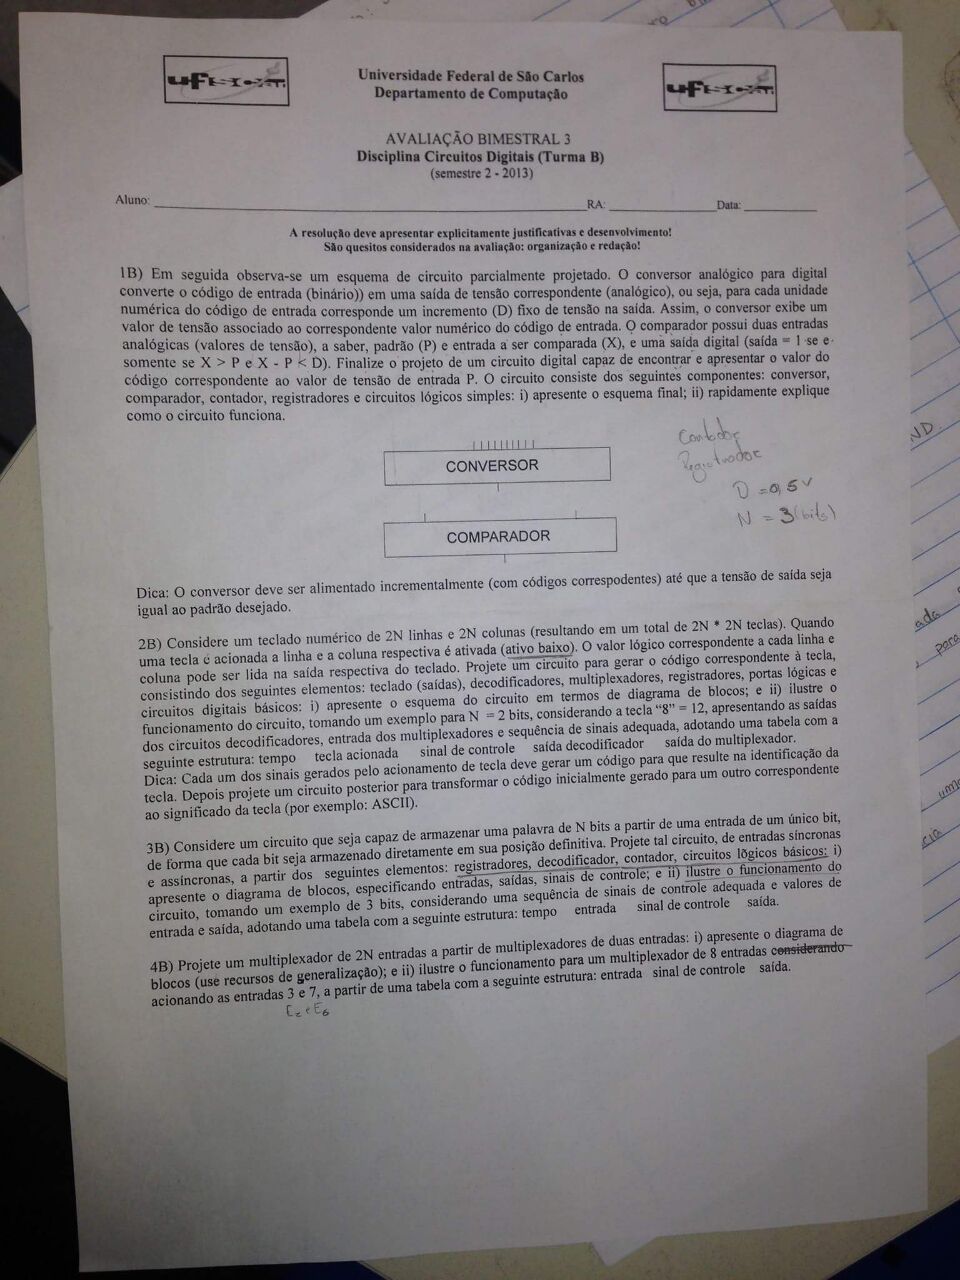 Universidade Federal de São Carlos
Departamento de Computação
AVALIAÇÃO BIMESTRAL 3
Disciplina Circuitos Digitais (Turma B)
(semestre 2 - 2013)
Aluno: RA: Data:
A resolução deve apresentar explicitamente justificativas e desenvolvimento!
São quesitos considerados na avaliação: organização e redação!
1B) Em seguida observa-se um esquema de circuito parcialmente projetado. O conversor analógico para digital
converte o código de entrada (binário)) em uma saída de tensão correspondente (analógico), ou seja, para cada unidade
numérica do código de entrada corresponde um incremento (D) fixo de tensão na saída. Assim, o conversor exibe um
valor de tensão associado ao correspondente valor numérico do código de entrada. O comparador possui duas entradas
analógicas (valores de tensão), a saber, padrão (P) e entrada a ser comparada (X), e uma saída digital (saída = 1 se e
somente se X > P e X - P < D). Finalize o projeto de um circuito digital capaz de encontrar e apresentar o valor do
código correspondente ao valor de tensão de entrada P. O circuito consiste dos seguintes componentes: conversor,
comparador, contador, registradores e circuitos lógicos simples: i) apresente o esquema final; ii) rapidamente explique
como o circuito funciona.
Contador
Registrador
CONVERSOR
D = 0,5 V
N = 3 (bits)
COMPARADOR
Dica: O conversor deve ser alimentado incrementalmente (com códigos correspodentes) até que a tensão de saída seja
igual ao padrão desejado.
2B) Considere um teclado numérico de 2N linhas e 2N colunas (resultando em um total de 2N * 2N teclas). Quando
uma tecla é acionada a linha e a coluna respectiva é ativada (ativo baixo). O valor lógico correspondente a cada linha e
coluna pode ser lida na saída respectiva do teclado. Projete um circuito para gerar o código correspondente à tecla,
consistindo dos seguintes elementos: teclado (saídas), decodificadores, multiplexadores, registradores, portas lógicas e
circuitos digitais básicos: i) apresente o esquema do circuito em termos de diagrama de blocos; e ii) ilustre o
funcionamento do circuito, tomando um exemplo para N = 2 bits, considerando a tecla "8" = 12, apresentando as saídas
dos circuitos decodificadores, entrada dos multiplexadores e sequência de sinais adequada, adotando uma tabela com a
seguinte estrutura: tempo tecla acionada sinal de controle saída decodificador saída do multiplexador.
Dica: Cada um dos sinais gerados pelo acionamento de tecla deve gerar um código para que resulte na identificação da
tecla. Depois projete um circuito posterior para transformar o código inicialmente gerado para um outro correspondente
ao significado da tecla (por exemplo: ASCII).
3B) Considere um circuito que seja capaz de armazenar uma palavra de N bits a partir de uma entrada de um único bit,
de forma que cada bit seja armazenado diretamente em sua posição definitiva. Projete tal circuito, de entradas síncronas
e assíncronas, a partir dos seguintes elementos: registradores, decodificador, contador, circuitos lógicos básicos: i)
apresente o diagrama de blocos, especificando entradas, saídas, sinais de controle; e ii) ilustre o funcionamento do
circuito, tomando um exemplo de 3 bits, considerando uma sequência de sinais de controle adequada e valores de
entrada e saída, adotando uma tabela com a seguinte estrutura: tempo entrada sinal de controle saída.
4B) Projete um multiplexador de 2N entradas a partir de multiplexadores de duas entradas: i) apresente o diagrama de
blocos (use recursos de generalização); e ii) ilustre o funcionamento para um multiplexador de 8 entradas considerando
acionando as entradas 3 e 7, a partir de uma tabela com a seguinte estrutura: entrada sinal de controle saída.
E2 e E6